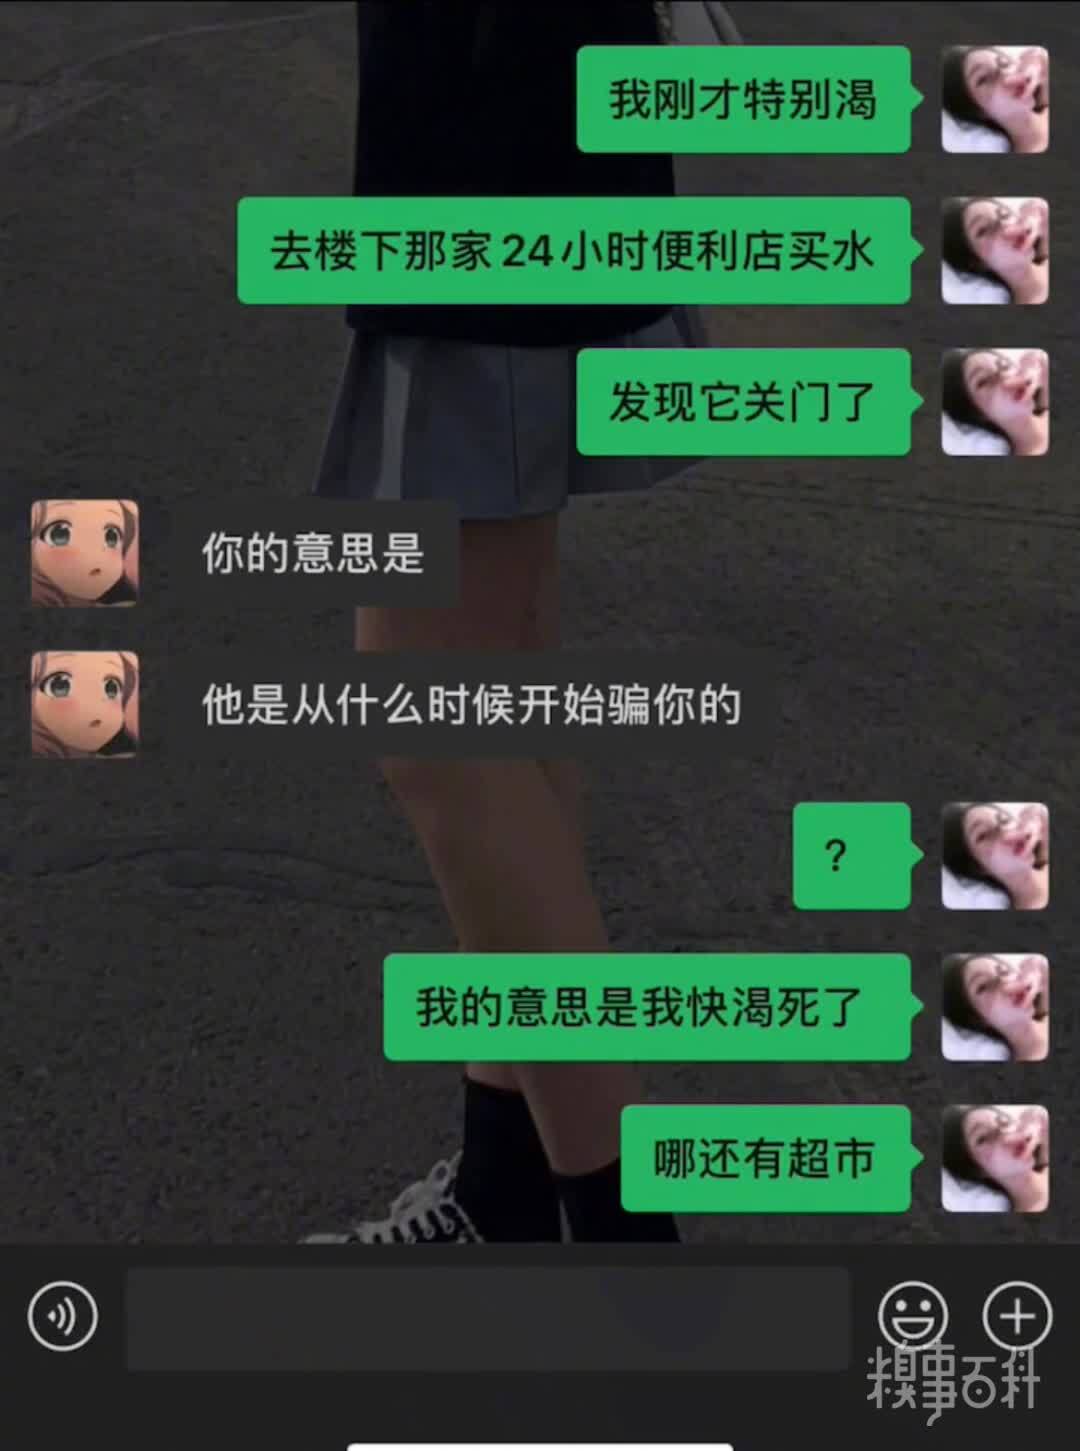 我刚才特别渴
去楼下那家24小时便利店买水
发现它关门了
你的意思是
他是从什么时候开始骗你的
？
我的意思是我快渴死了
哪还有超市
糗事百科